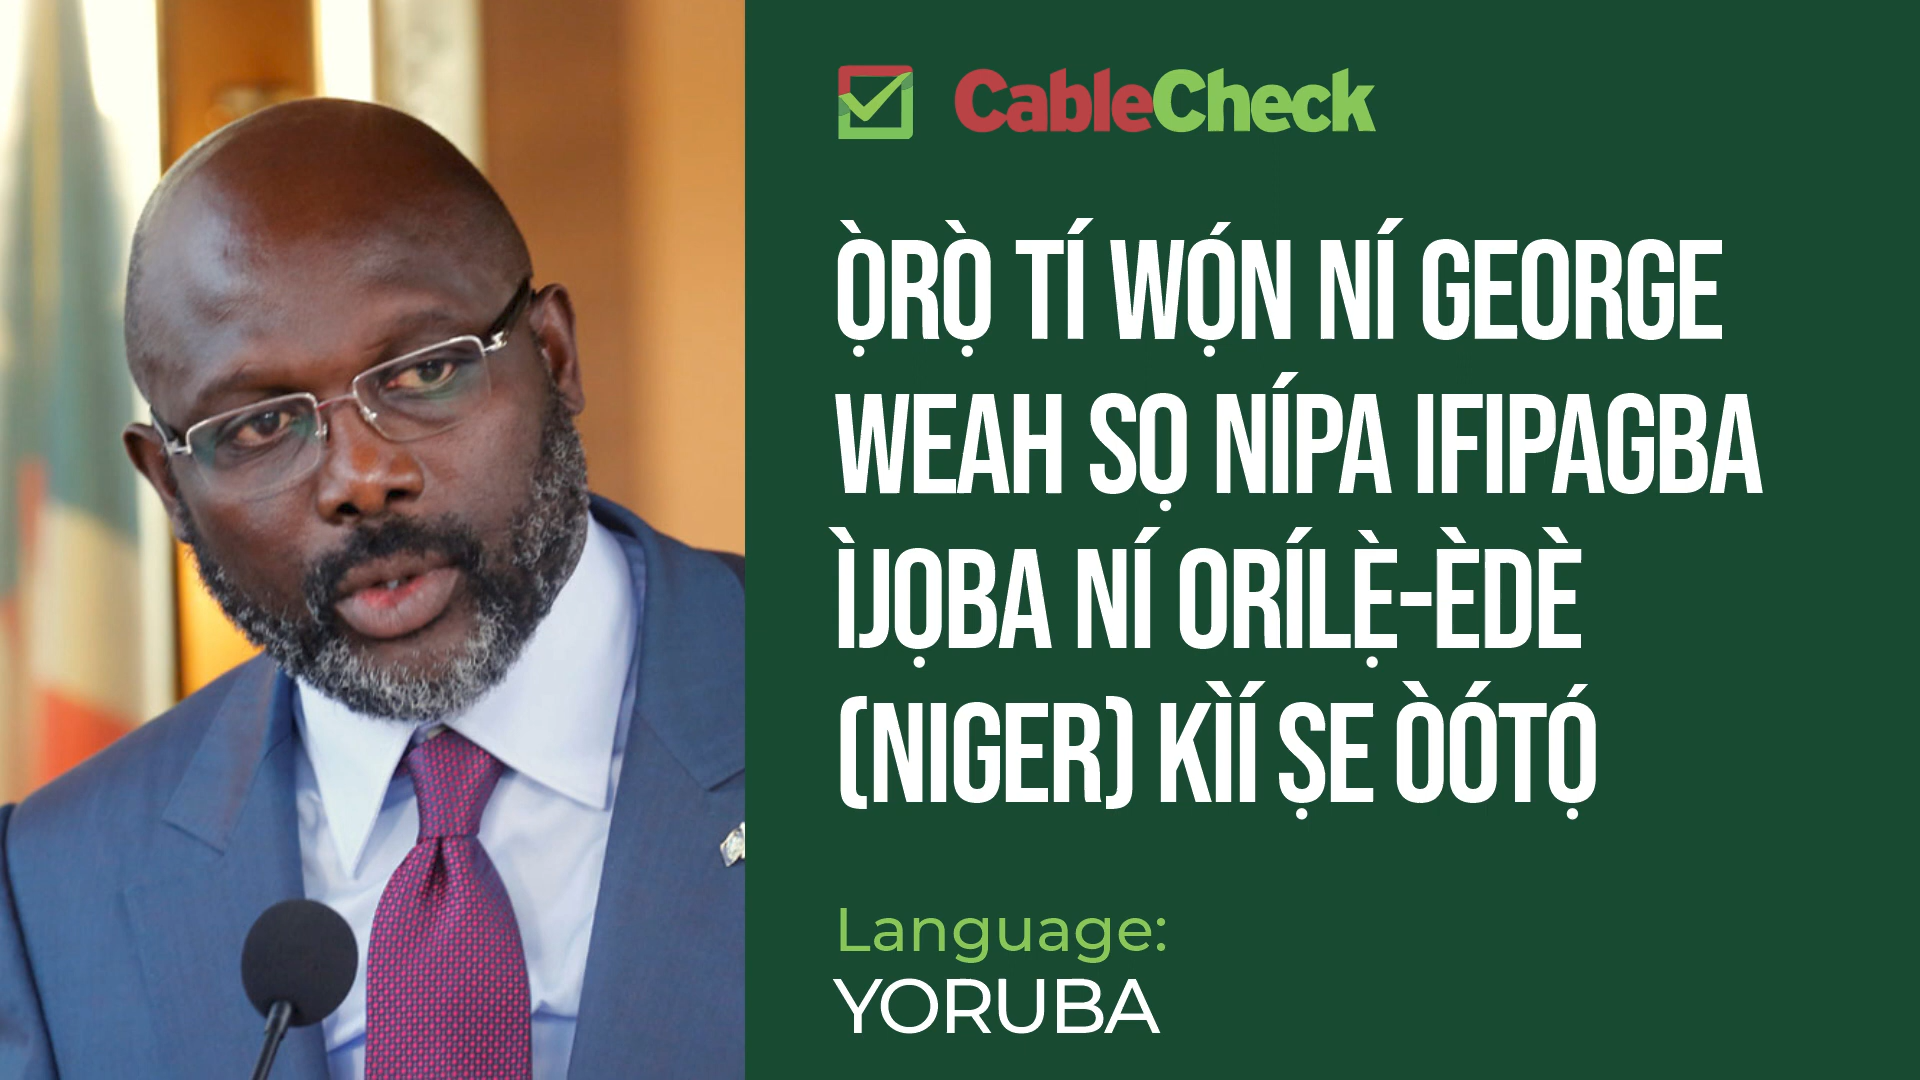 CableCheck
Ọ̀RỌ̀ TÍ WỌ́N NÍ GEORGE
WEAH SỌ NÍPA IFIPAGBA
ÌJỌBA NÍ ORÍLẸ̀-ÈDÈ
(NIGER) KÌÍ ṢE ÒÓTỌ́
Language:
YORUBA